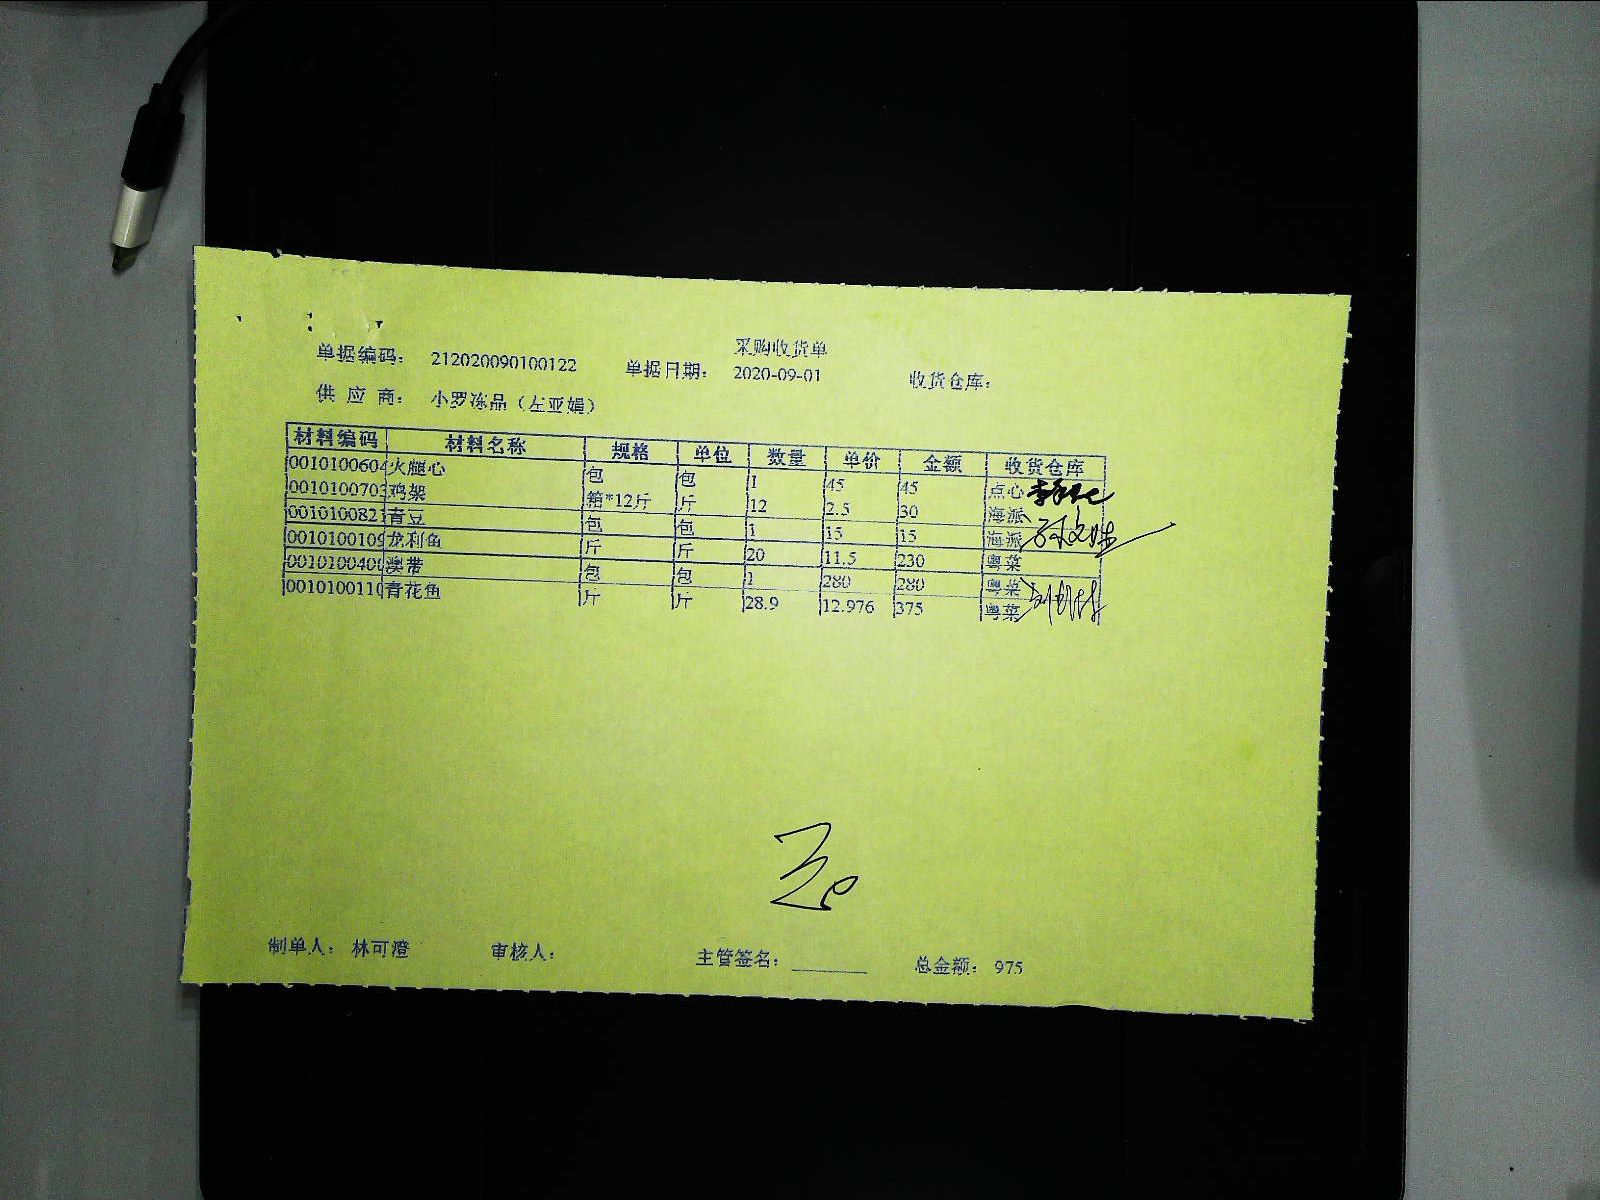 采购收货单
单据编码： 212020090100122 单据日期： 2020-09-01 收货仓库：
供 应 商： 小罗冻品（左亚娟）
材料编码 材料名称 规格 单位 数量 单价 金额 收货仓库
0010100604 火腿心 包 包 1 45 45 点心
001010070 鸡架 箱*12斤 斤 12 2.5 30 海派
001010082 青豆 包 包 1 15 15 海派
001010010 龙利鱼 斤 斤 20 11.5 230 粤菜
001010040 澳带 包 包 1 280 280 粤菜
001010011 青花鱼 斤 斤 28.9 12.976 375 粤菜
制单人： 林可澄 审核人： 主管签名： 总金额： 975